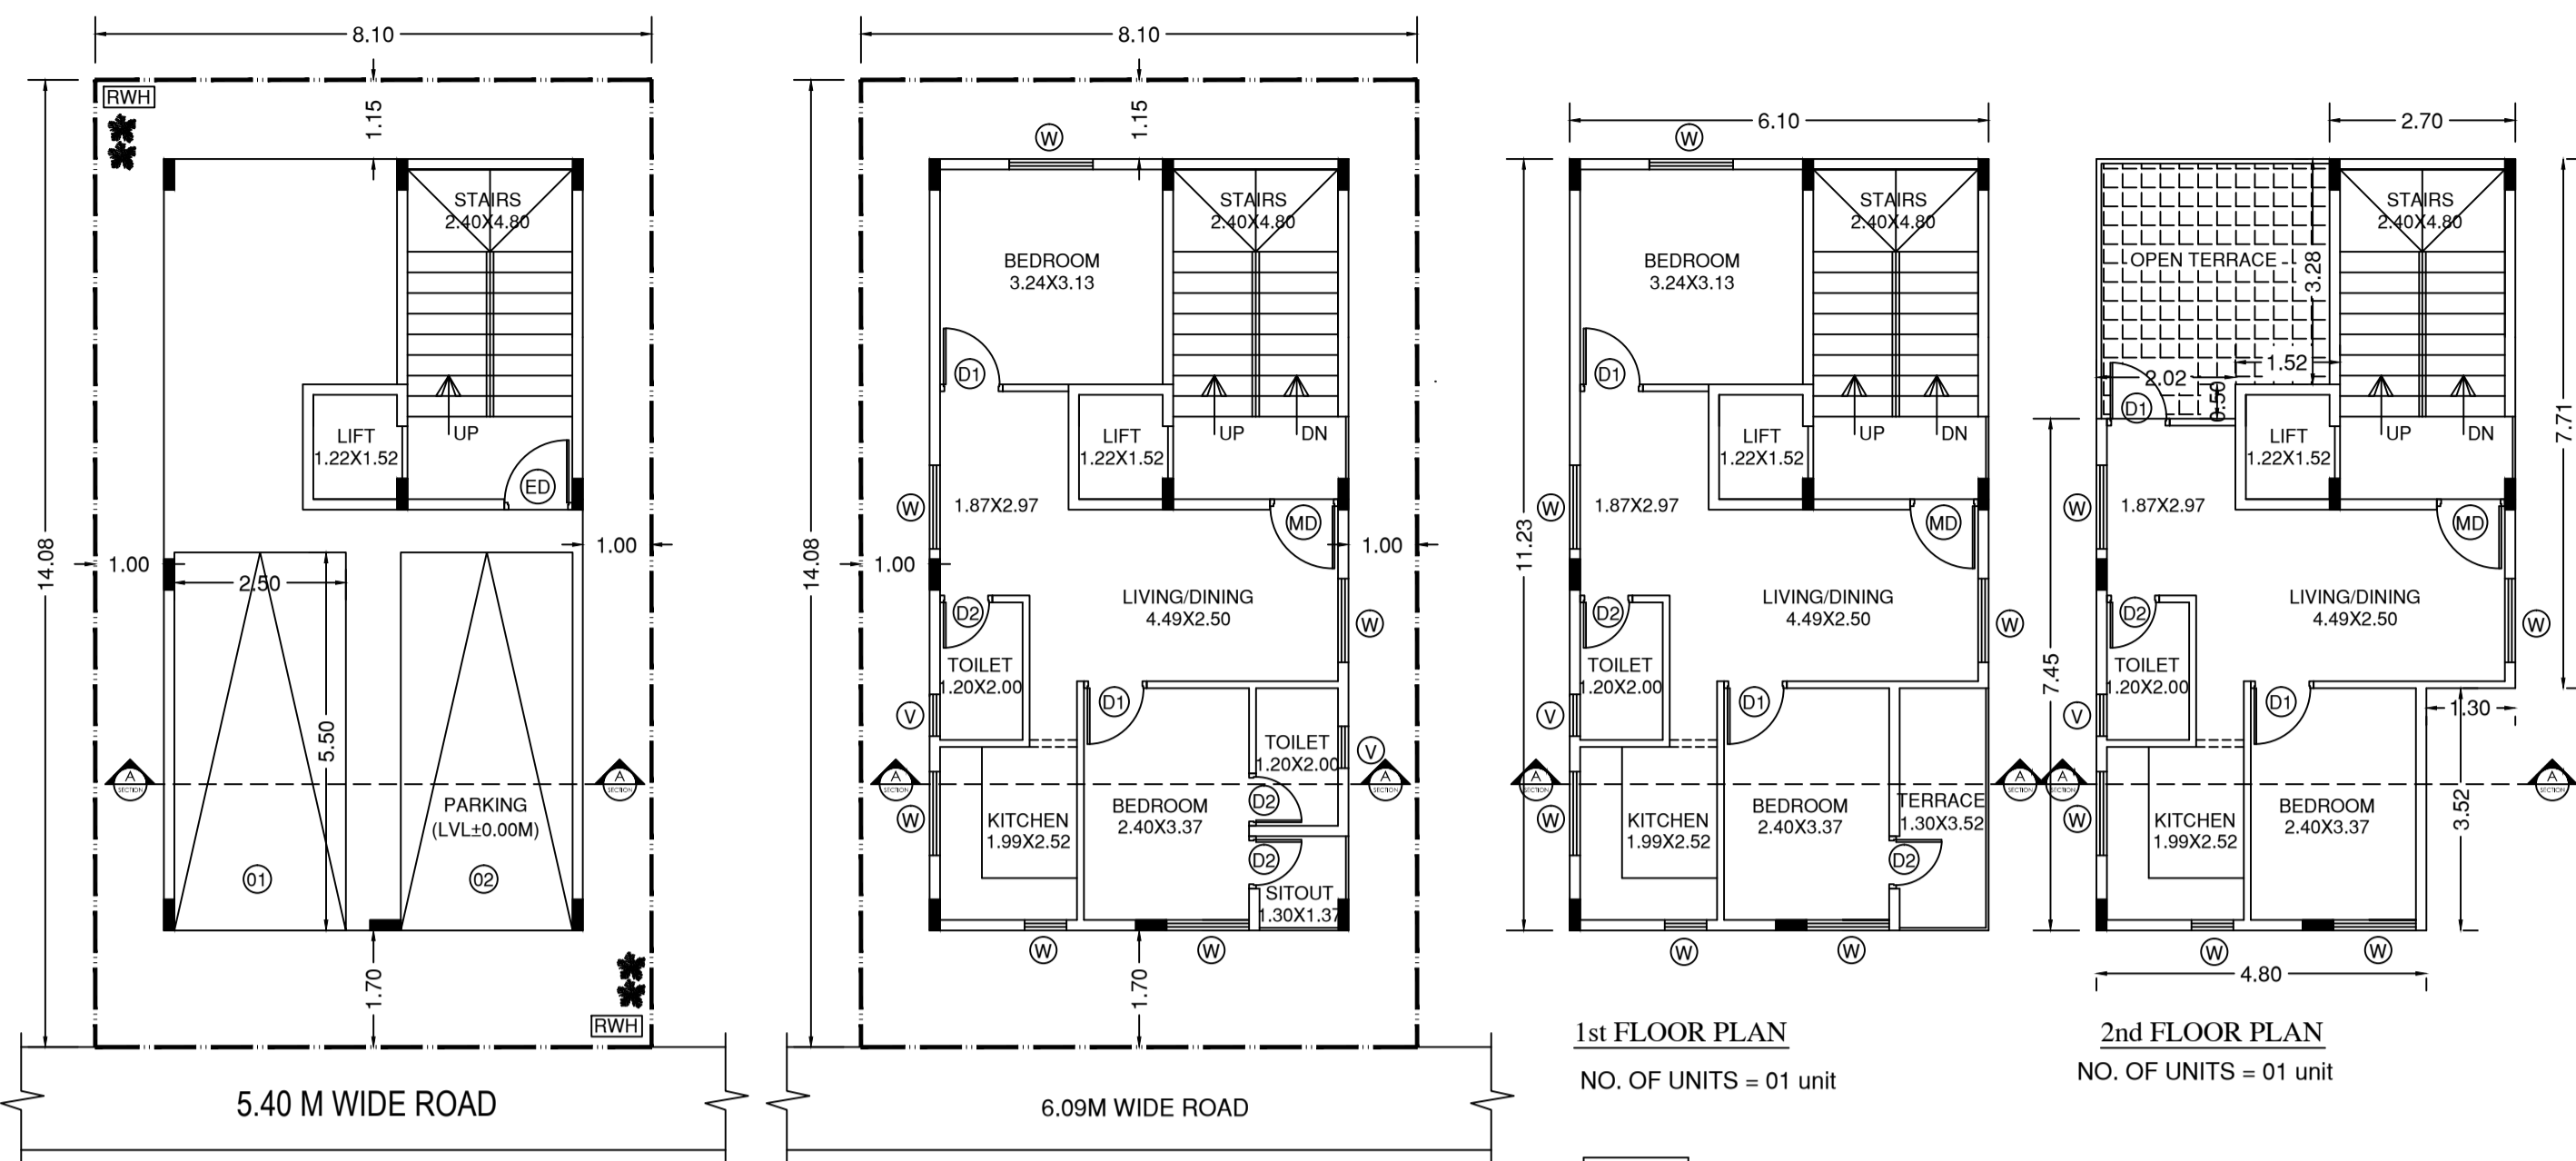 8.10
RWH
1.15
STAIRS
2.40X4.80
LIFT
1.22X1.52
UP
ED
14.08
1.00
1.00
2.50
5.50
A
SECTION
A
SECTION
PARKING
(LVL±0.00M)
01
02
1.70
RWH
5.40 M WIDE ROAD
8.10
1.15
W
STAIRS
2.40X4.80
BEDROOM
3.24X3.13
D1
LIFT
1.22X1.52
UP
DN
W
1.87X2.97
MD
14.08
1.00
1.00
LIVING/DINING
4.49X2.50
D2
W
TOILET
1.20X2.00
D1
V
TOILET
1.20X2.00
V
A
SECTION
A
SECTION
W
KITCHEN
1.99X2.52
BEDROOM
2.40X3.37
D2
D2
SITOUT
1.30X1.37
W
W
1.70
6.09M WIDE ROAD
6.10
W
STAIRS
2.40X4.80
BEDROOM
3.24X3.13
D1
LIFT
1.22X1.52
UP
DN
W
1.87X2.97
MD
11.23
LIVING/DINING
4.49X2.50
D2
W
TOILET
1.20X2.00
D1
V
A
SECTION
A
SECTION
W
KITCHEN
1.99X2.52
BEDROOM
2.40X3.37
TERRACE
1.30X3.52
D2
W
W
1st FLOOR PLAN
NO. OF UNITS = 01 unit
2.70
STAIRS
2.40X4.80
OPEN TERRACE
3.28
1.52
2.02
0.50
D1
LIFT
1.22X1.52
UP
DN
7.71
W
1.87X2.97
MD
LIVING/DINING
4.49X2.50
D2
W
TOILET
1.20X2.00
7.45
D1
V
1.30
A
SECTION
A
SECTION
W
KITCHEN
1.99X2.52
BEDROOM
2.40X3.37
3.52
W
W
4.80
2nd FLOOR PLAN
NO. OF UNITS = 01 unit